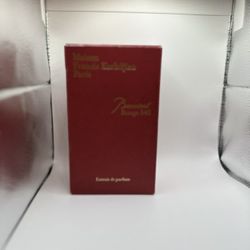 Maison
Francis Kurkdjian
Paris
Baccarat
Rouge 540
Extrait de parfum